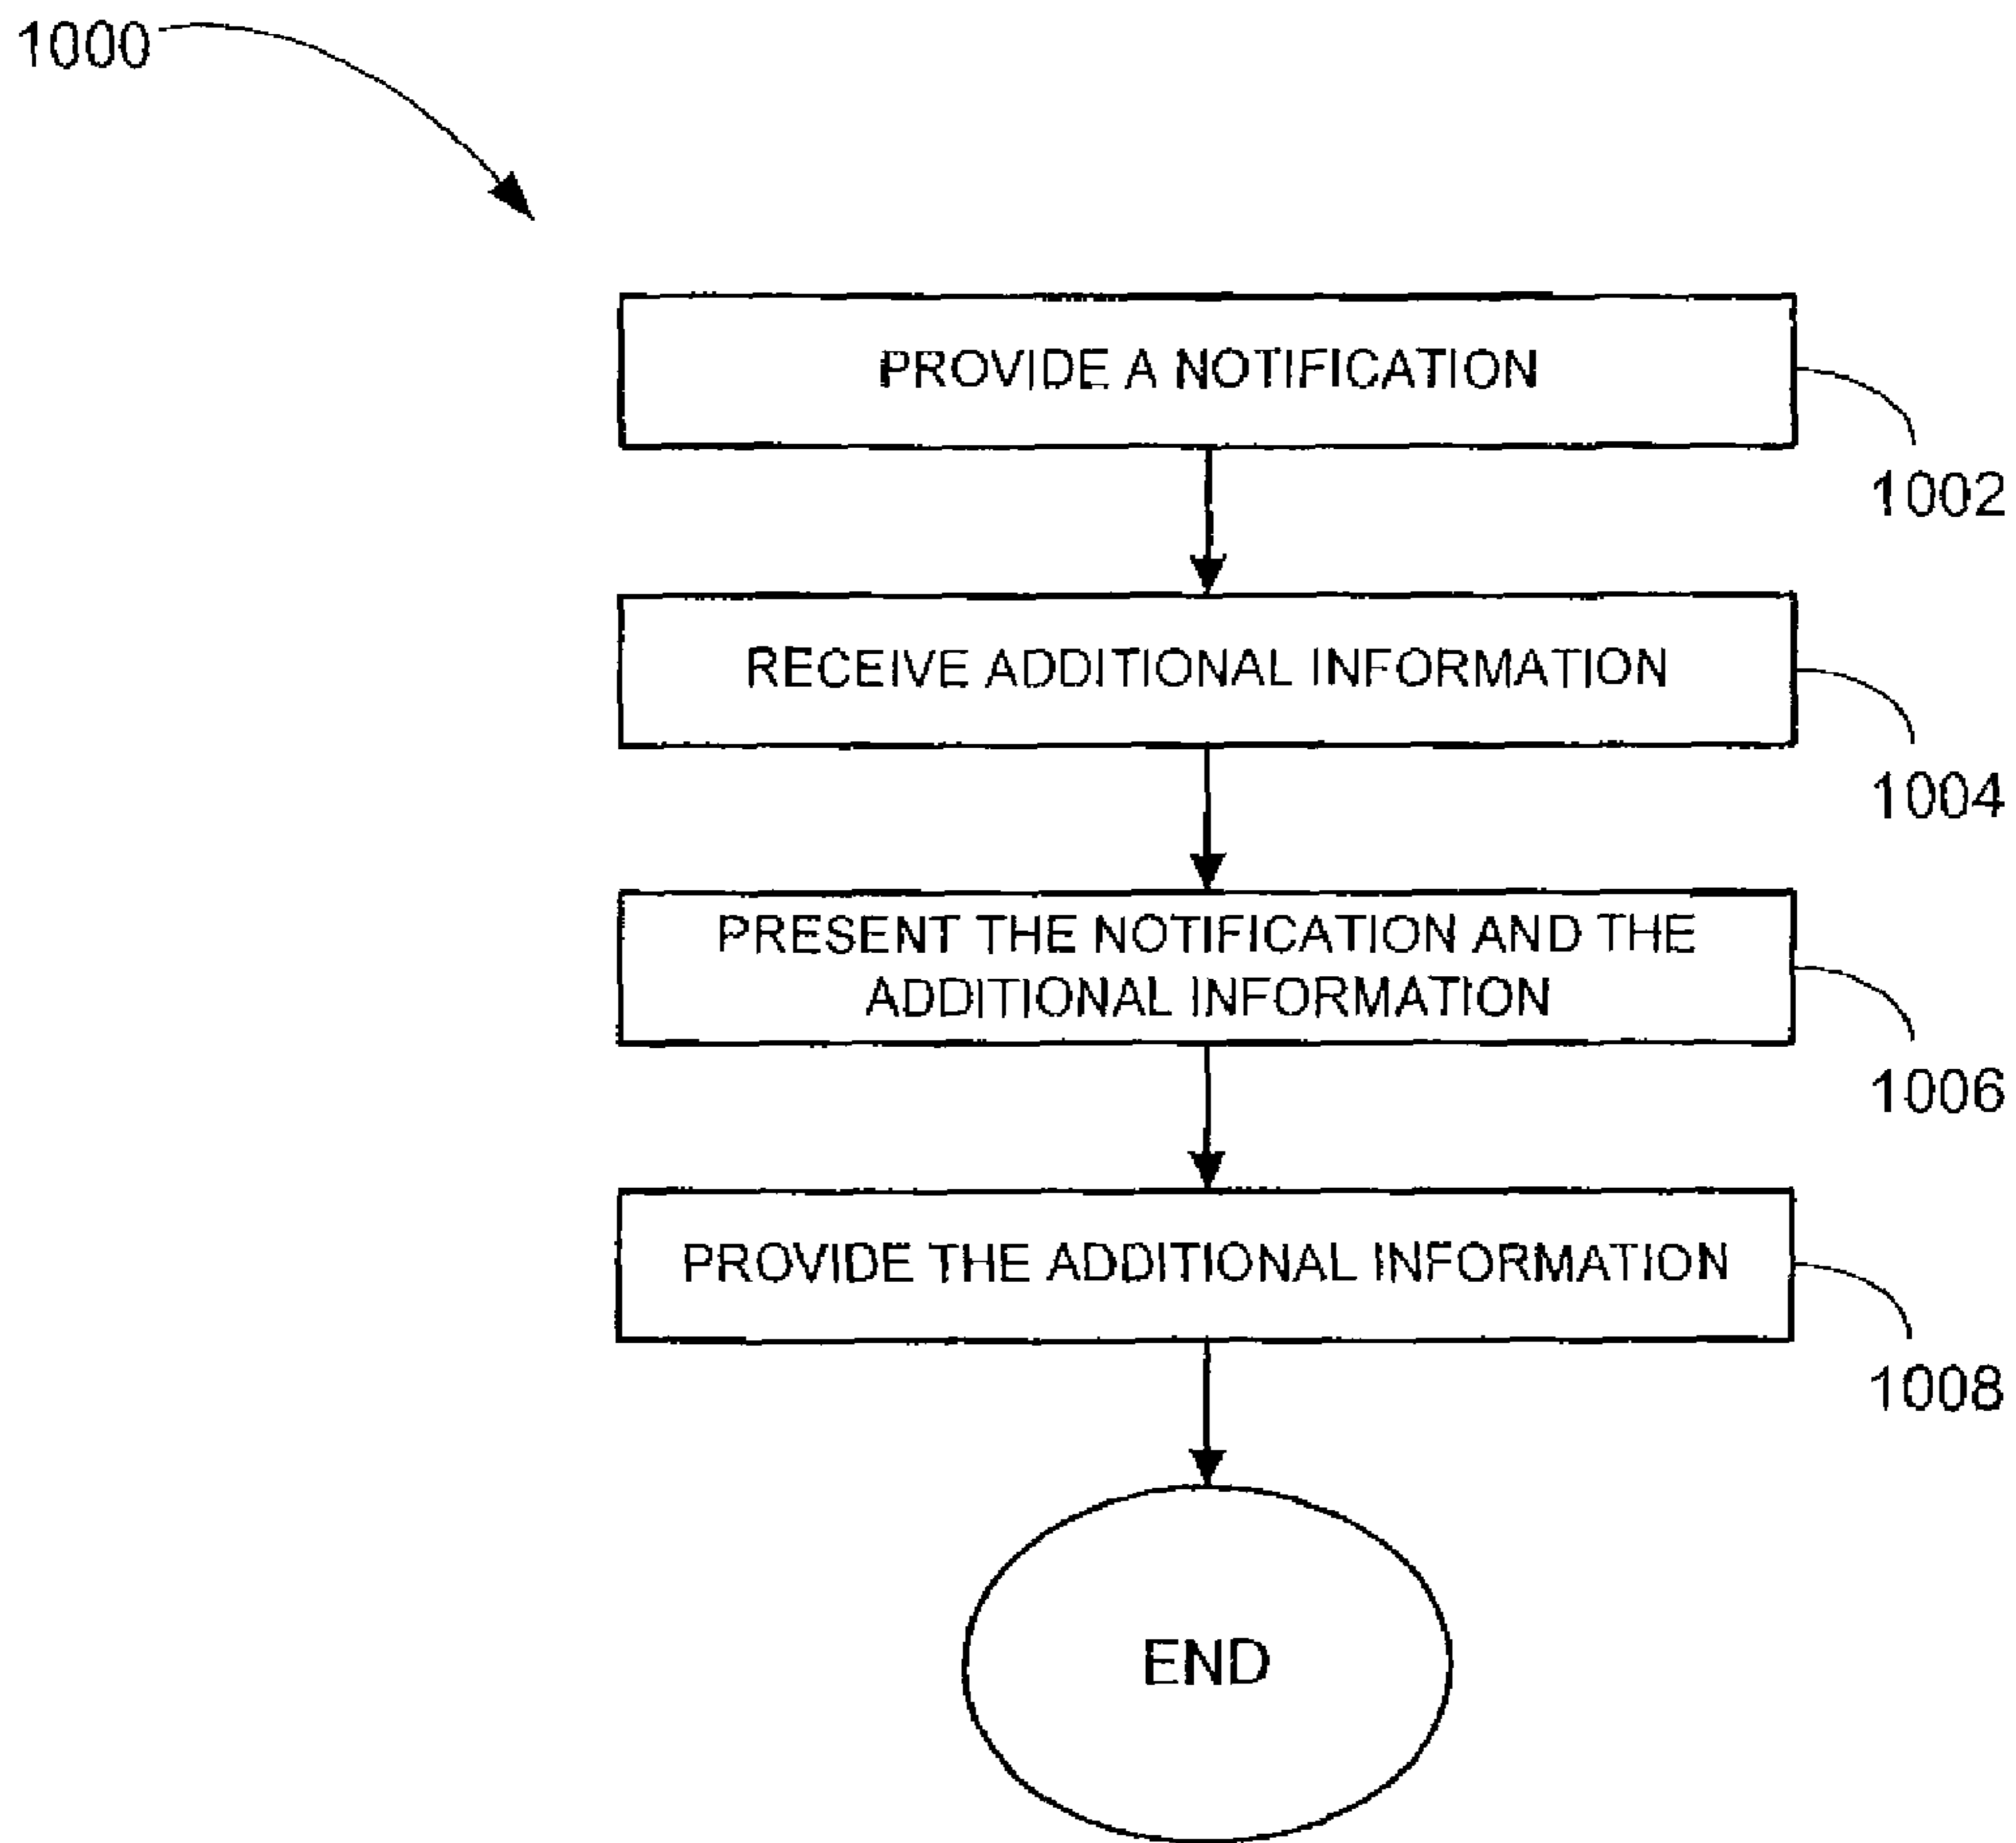 1000
PROVIDE A NOTIFICATION
1002
RECEIVE ADDITIONAL INFORMATION
1004
PRESENT THE NOTIFICATION AND THE
ADDITIONAL INFORMATION
1006
PROVIDE THE ADDITIONAL INFORMATION
1008
END